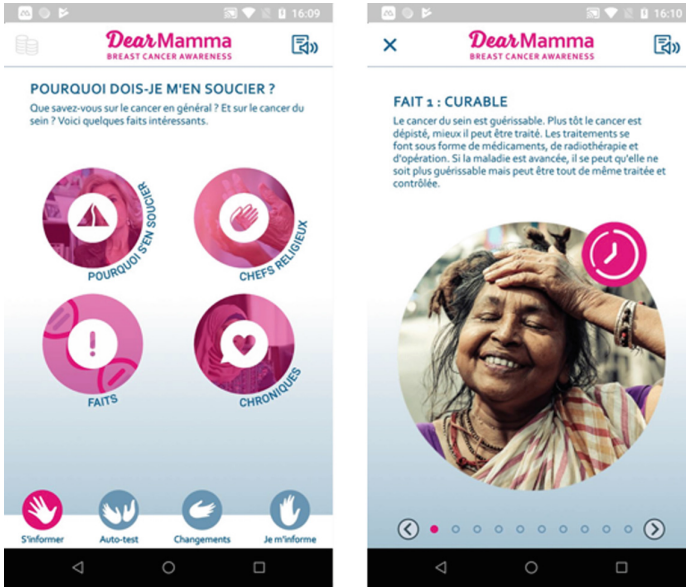 16:09
DearMamma
BREAST CANCER AWARENESS
POURQUOI DOIS-JE M'EN SOUCIER ?
Que savez-vous sur le cancer en général ? Et sur le cancer du
sein ? Voici quelques faits intéressants.
POURQUOI S'EN SOUCIER
CHEFS RELIGIEUX
FAITS
CHRONIQUES
S'informer
Auto-test
Changements
Je m'informe
16:10
DearMamma
BREAST CANCER AWARENESS
FAIT 1 : CURABLE
Le cancer du sein est guérissable. Plus tôt le cancer est
dépisté, mieux il peut être traité. Les traitements se
font sous forme de médicaments, de radiothérapie et
d'opération. Si la maladie est avancée, il se peut qu'elle ne
soit plus guérissable mais peut être tout de même traitée et
contrôlée.